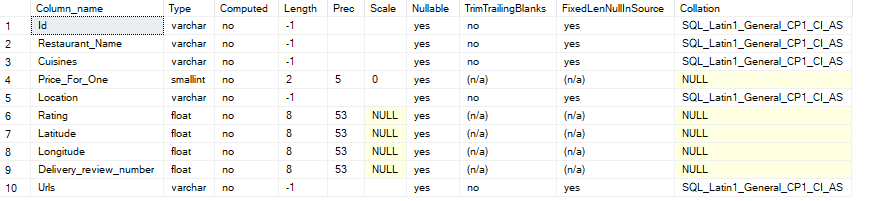 Column_name Type Computed Length Prec Scale Nullable TrimTrailingBlanks FixedLenNullInSource Collation
1 Id varchar no -1 yes no yes SQL_Latin1_General_CP1_CI_AS
2 Restaurant_Name varchar no -1 yes no yes SQL_Latin1_General_CP1_CI_AS
3 Cuisines varchar no -1 yes no yes SQL_Latin1_General_CP1_CI_AS
4 Price_For_One smallint no 2 5 0 yes (n/a) (n/a) NULL
5 Location varchar no -1 yes no yes SQL_Latin1_General_CP1_CI_AS
6 Rating float no 8 53 NULL yes (n/a) (n/a) NULL
7 Latitude float no 8 53 NULL yes (n/a) (n/a) NULL
8 Longitude float no 8 53 NULL yes (n/a) (n/a) NULL
9 Delivery_review_number float no 8 53 NULL yes (n/a) (n/a) NULL
10 Urls varchar no -1 yes no yes SQL_Latin1_General_CP1_CI_AS